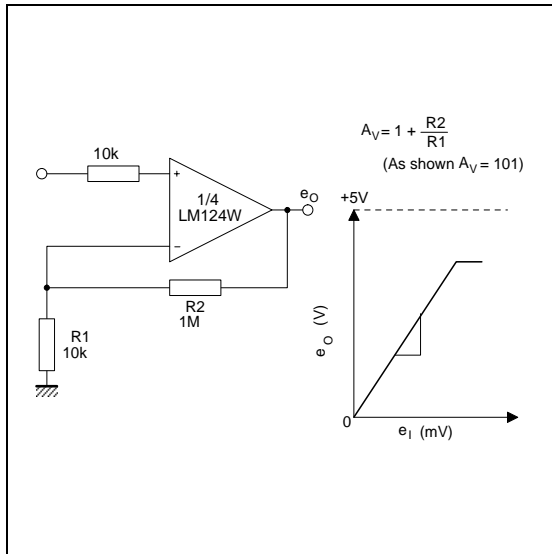 10k
+
1/4
LM124W
−
e_O
R2
1M
R1
10k
A_V = 1 + R2/R1
(As shown A_V = 101)
+5V
e_O (V)
0
e_I (mV)